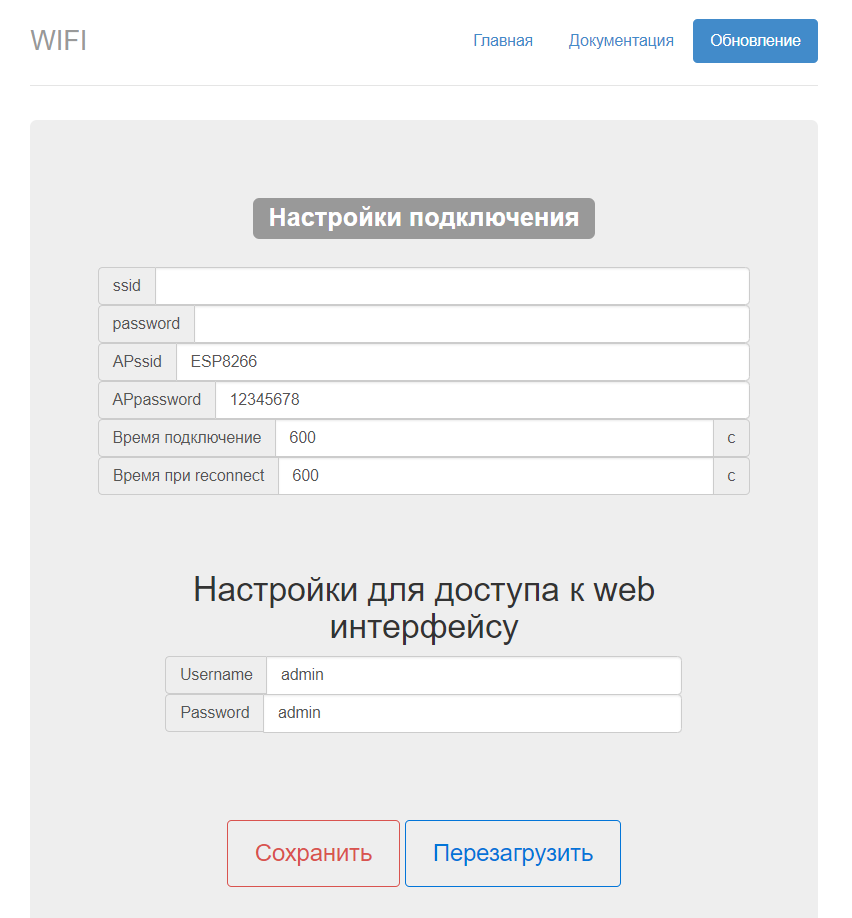 WIFI
Главная Документация Обновление
Настройки подключения
ssid
password
APssid ESP8266
APpassword 12345678
Время подключение 600 с
Время при reconnect 600 с
Настройки для доступа к web
интерфейсу
Username admin
Password admin
Сохранить Перезагрузить